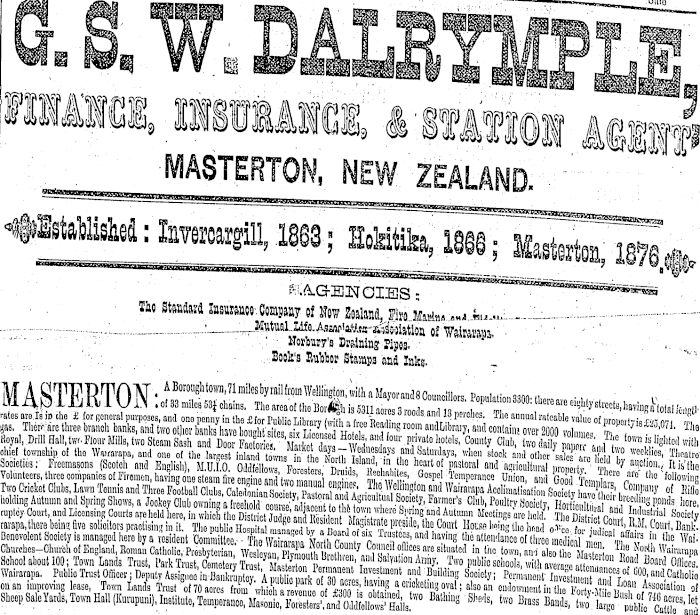 G. S. W. DALRYMPLE,
FINANCE, INSURANCE, & STATION AGENT
MASTERTON, NEW ZEALAND.
Established : Invercargill, 1863 ; Hokitika, 1866 ; Masterton, 1876.
AGENCIES :
The Standard Insurance Company of New Zealand, Fire Marine and
Mutual Life Association of Wairarapa.
Norbury's Draining Pipes.
Book's Rubber Stamps and Inks.
MASTERTON : A Borough town, 71 miles by rail from Wellington, with a Mayor and 8 Councillors. Population 3300: there are eighty streets, having a total length
of 33 miles 53½ chains. The area of the Borough is 5311 acres 3 roods and 13 perches. The annual rateable value of property is £25,071. The
rates are 1s in the £ for general purposes, and one penny in the £ for Public Library (with a free Reading room and Library, and contains over 2000 volumes. The town is lighted with
gas. There are three branch banks, and two other banks have bought sites, six Licensed Hotels, and four private hotels, County Club, two daily paper and two weeklies, Theatre
Royal, Drill Hall, two Flour Mills, two Steam Sash and Door Factories. Market days — Wednesdays and Saturdays, when stock and other sales are held by auction. It is the
chief township of the Wairarapa, and one of the largest inland towns in the North Island, in the heart of pastoral and agricultural property. There are the following
Societies: Freemasons (Scotch and English), M.U.I.O. Oddfellows, Foresters, Druids, Rechabites, Gospel Temperance Union, and Good Templars, Company of Rifle
Volunteers, three companies of Firemen, having one steam fire engine and two manual engines. The Wellington and Wairarapa Acclimatisation Society have their breeding ponds here.
Two Cricket Clubs, Lawn Tennis and Three Football Clubs, Caledonian Society, Pastoral and Agricultural Society, Farmer's Club, Poultry Society, Horticultural and Industrial Society
holding Autumn and Spring Shows, a Jockey Club owning a freehold course, adjacent to the town where Spring and Autumn Meetings are held. The District Court, R.M. Court, Bank-
ruptcy Court, and Licensing Courts are held here, in which the District Judge and Resident Magistrate preside, the Court House being the head office for judicial affairs in the Wai-
rarapa, there being five solicitors practising in it. The public Hospital managed by a Board of six Trustees, and having the attendance of three medical men. The North Wairarapa
Benevolent Society is managed here by a resident Committee. The Wairarapa North County Council offices are situated in the town, and also the Masterton Road Board Offices.
Churches—Church of England, Roman Catholic, Presbyterian, Wesleyan, Plymouth Brethren, and Salvation Army. Two public schools, with average attendances of 600, and Catholic
School about 100; Town Lands Trust, Park Trust, Cemetery Trust, Masterton Permanent Investment and Building Society; Permanent Investment and Loan Association of
Wairarapa. Public Trust Officer; Deputy Assignee in Bankruptcy. A public park of 30 acres, having a cricketing oval; also an endowment in the Forty-Mile Bush of 746 acres, let
on an improving lease, Town Lands Trust of 70 acres from which a revenue of £300 is obtained, two Bathing Sheds, two Brass Bands, two large public Cattle and
Sheep Sale Yards, Town Hall (Kuripuni), Institute, Temperance, Masonic, Foresters', and Oddfellows' Halls.